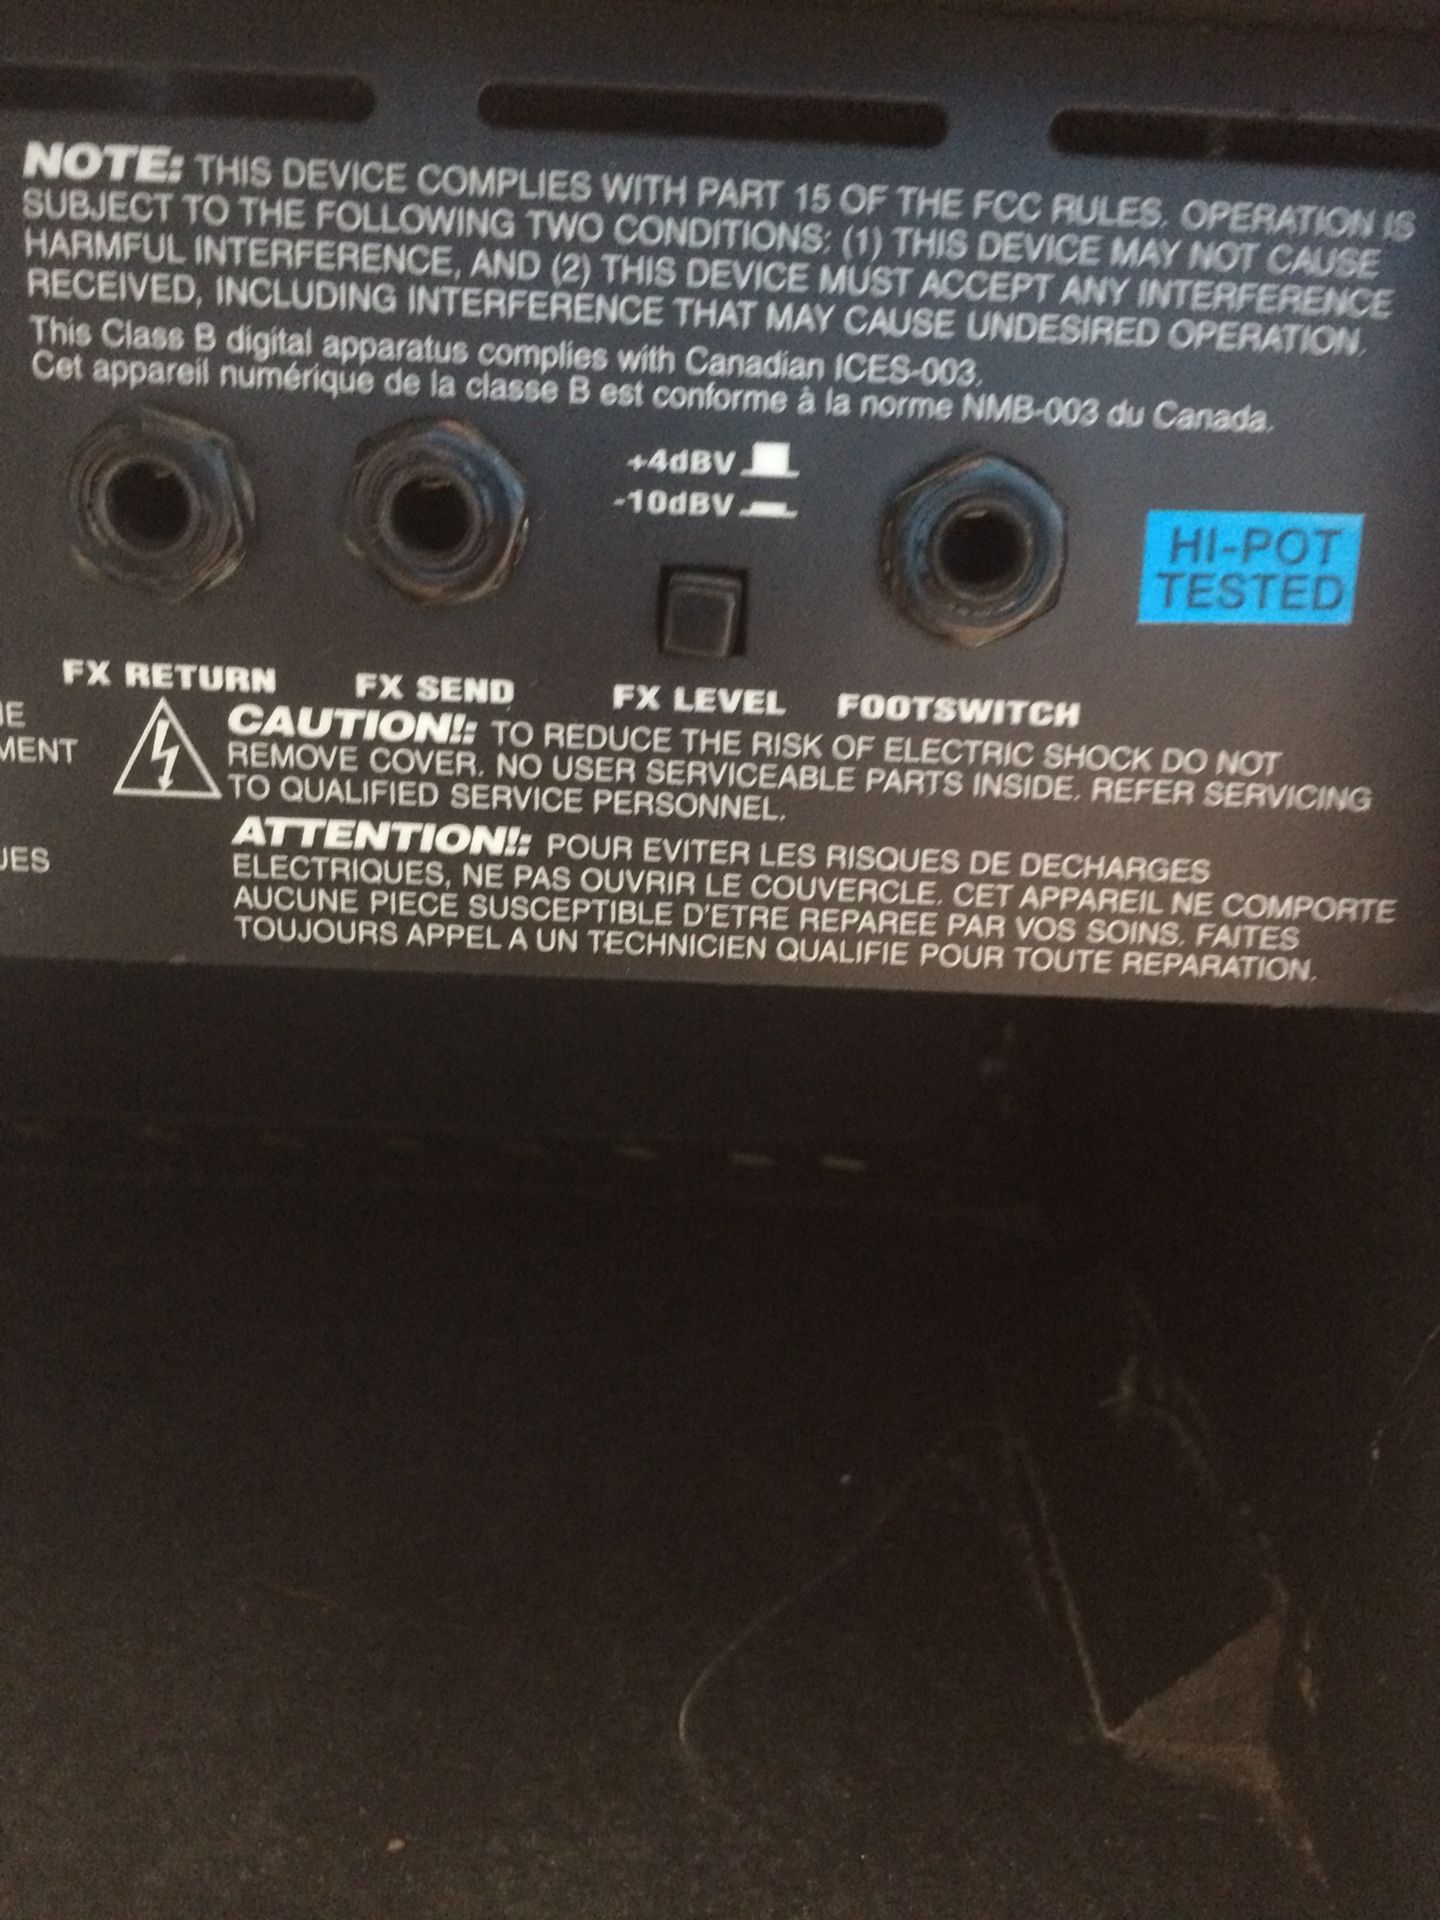 NOTE: THIS DEVICE COMPLIES WITH PART 15 OF THE FCC RULES. OPERATION IS
SUBJECT TO THE FOLLOWING TWO CONDITIONS: (1) THIS DEVICE MAY NOT CAUSE
HARMFUL INTERFERENCE, AND (2) THIS DEVICE MUST ACCEPT ANY INTERFERENCE
RECEIVED, INCLUDING INTERFERENCE THAT MAY CAUSE UNDESIRED OPERATION.
This Class B digital apparatus complies with Canadian ICES-003.
Cet appareil numérique de la classe B est conforme à la norme NMB-003 du Canada.
+4dBV
-10dBV
HI-POT
TESTED
FX RETURN
FX SEND
FX LEVEL
FOOTSWITCH
IE
MENT
UES
CAUTION!: TO REDUCE THE RISK OF ELECTRIC SHOCK DO NOT
REMOVE COVER. NO USER SERVICEABLE PARTS INSIDE. REFER SERVICING
TO QUALIFIED SERVICE PERSONNEL.
ATTENTION!: POUR EVITER LES RISQUES DE DECHARGES
ELECTRIQUES, NE PAS OUVRIR LE COUVERCLE. CET APPAREIL NE COMPORTE
AUCUNE PIECE SUSCEPTIBLE D'ETRE REPAREE PAR VOS SOINS. FAITES
TOUJOURS APPEL A UN TECHNICIEN QUALIFIE POUR TOUTE REPARATION.